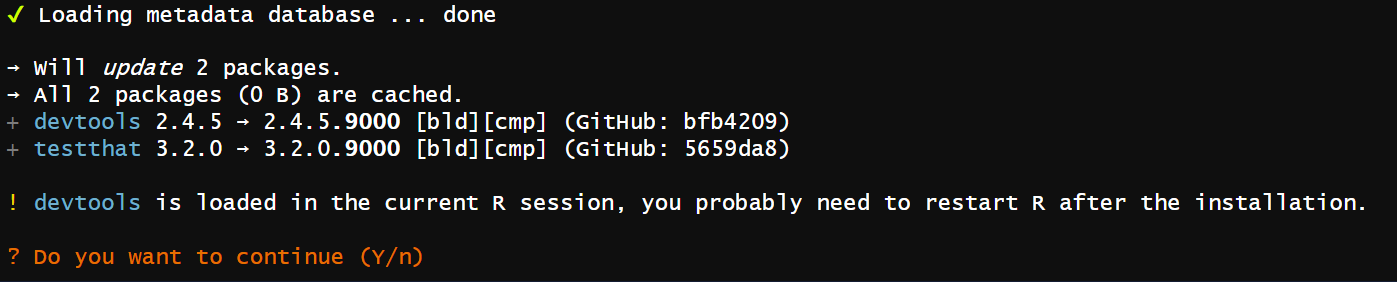 ✔ Loading metadata database ... done
→ Will update 2 packages.
→ All 2 packages (0 B) are cached.
+ devtools 2.4.5 → 2.4.5.9000 [bld][cmp] (GitHub: bfb4209)
+ testthat 3.2.0 → 3.2.0.9000 [bld][cmp] (GitHub: 5659da8)
! devtools is loaded in the current R session, you probably need to restart R after the installation.
? Do you want to continue (Y/n)